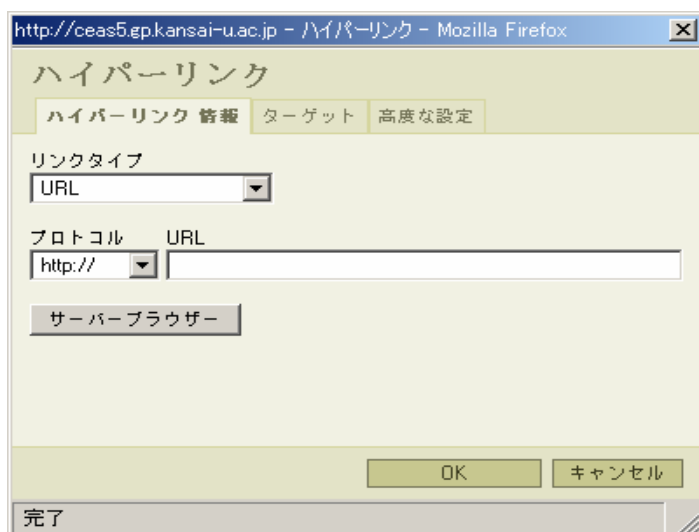 http://ceas5.gp.kansai-u.ac.jp - ハイパーリンク - Mozilla Firefox
ハイパーリンク
ハイパーリンク 情報 ターゲット 高度な設定
リンクタイプ
URL
プロトコル URL
http://
サーバーブラウザー
OK キャンセル
完了